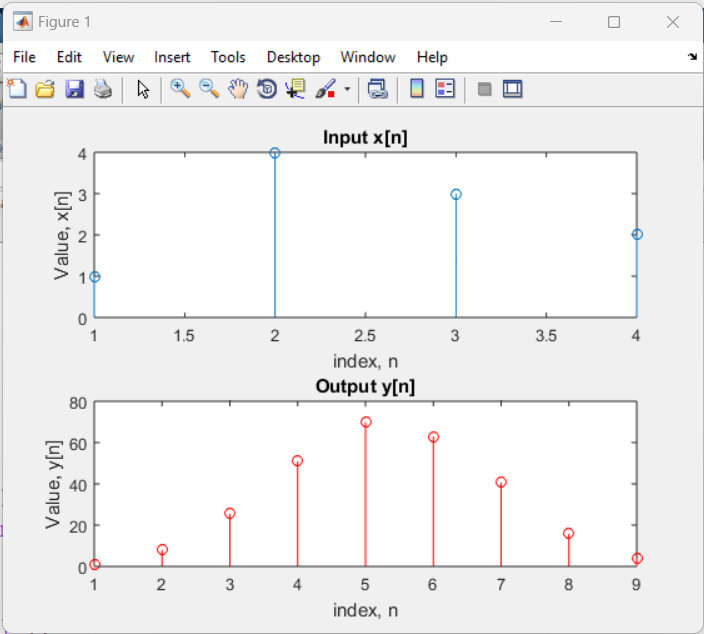 Figure 1
File Edit View Insert Tools Desktop Window Help
Input x[n]
Value, x[n]
4
3
2
1
0
1 1.5 2 2.5 3 3.5 4
index, n
Output y[n]
Value, y[n]
80
60
40
20
0
1 2 3 4 5 6 7 8 9
index, n